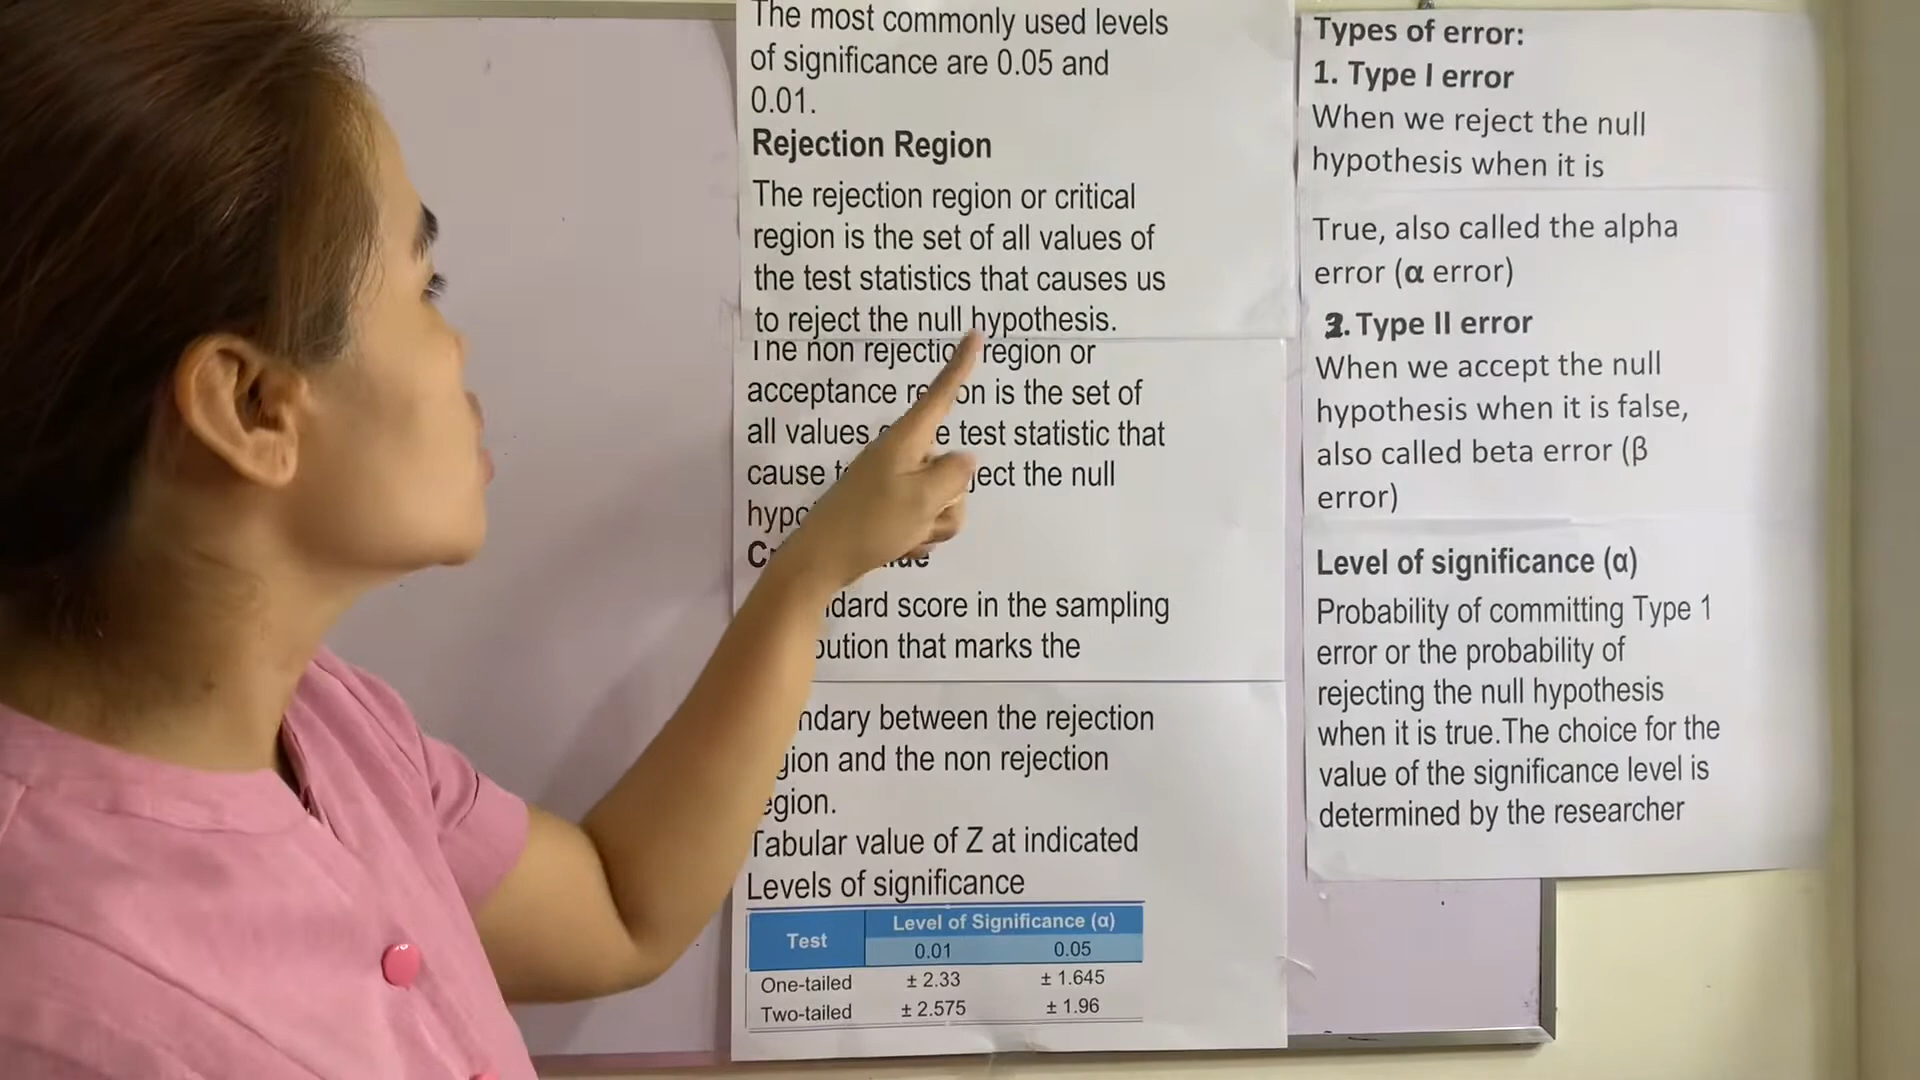 The most commonly used levels
of significance are 0.05 and
0.01.
Rejection Region
The rejection region or critical
region is the set of all values of
the test statistics that causes us
to reject the null hypothesis.
The non rejection region or
acceptance region is the set of
all values e test statistic that
cause ject the null
hypo
C ue
dard score in the sampling
bution that marks the
ndary between the rejection
gion and the non rejection
egion.
Tabular value of Z at indicated
Levels of significance
Test Level of Significance (α)
0.01 0.05
One-tailed ± 2.33 ± 1.645
Two-tailed ± 2.575 ± 1.96
Types of error:
1. Type I error
When we reject the null
hypothesis when it is
True, also called the alpha
error (α error)
2. Type II error
When we accept the null
hypothesis when it is false,
also called beta error (β
error)
Level of significance (α)
Probability of committing Type 1
error or the probability of
rejecting the null hypothesis
when it is true.The choice for the
value of the significance level is
determined by the researcher